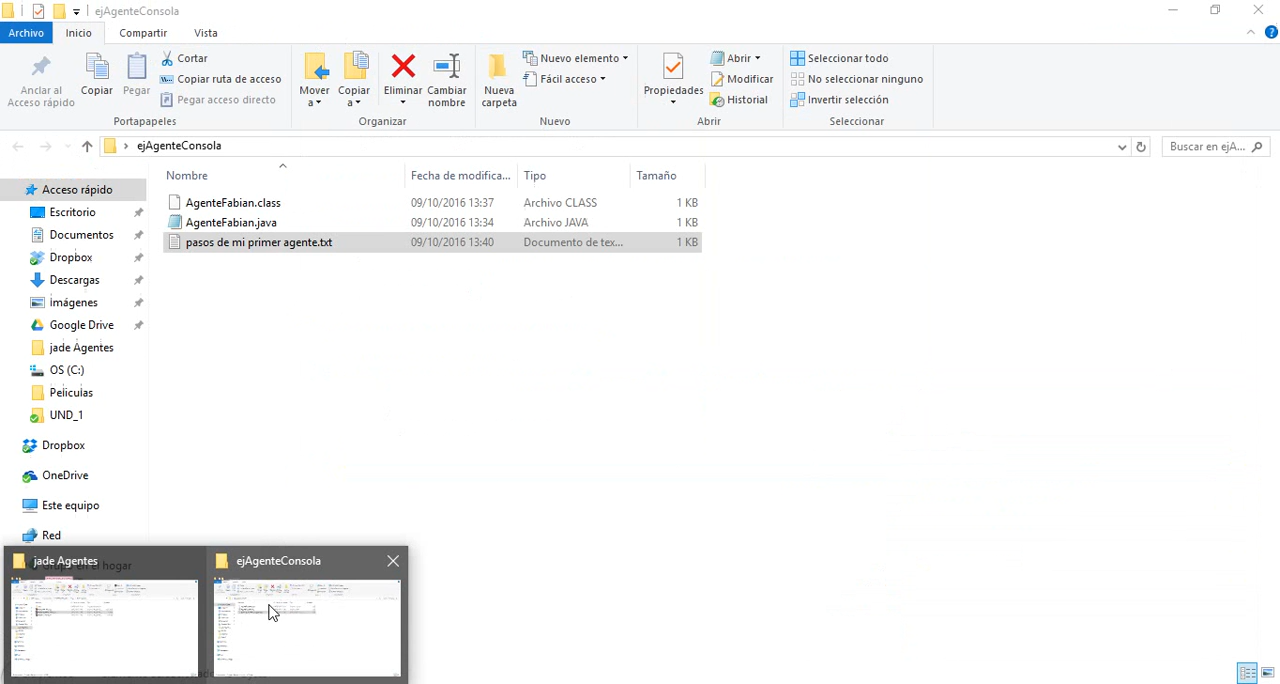 ejAgenteConsola
Archivo Inicio Compartir Vista
Anclar al Acceso rápido
Copiar
Pegar
Cortar
Copiar ruta de acceso
Pegar acceso directo
Portapapeles
Mover a
Copiar a
Eliminar
Cambiar nombre
Organizar
Nueva carpeta
Nuevo elemento
Fácil acceso
Nuevo
Propiedades
Abrir
Modificar
Historial
Abrir
Seleccionar todo
No seleccionar ninguno
Invertir selección
Seleccionar
ejAgenteConsola
Buscar en ejA...
Nombre Fecha de modifica... Tipo Tamaño
AgenteFabian.class 09/10/2016 13:37 Archivo CLASS 1 KB
AgenteFabian.java 09/10/2016 13:34 Archivo JAVA 1 KB
pasos de mi primer agente.txt 09/10/2016 13:40 Documento de tex... 1 KB
Acceso rápido
Escritorio
Documentos
Dropbox
Descargas
Imágenes
Google Drive
jade Agentes
OS (C:)
Peliculas
UND_1
Dropbox
OneDrive
Este equipo
Red
en el hogar
jade Agentes
ejAgenteConsola